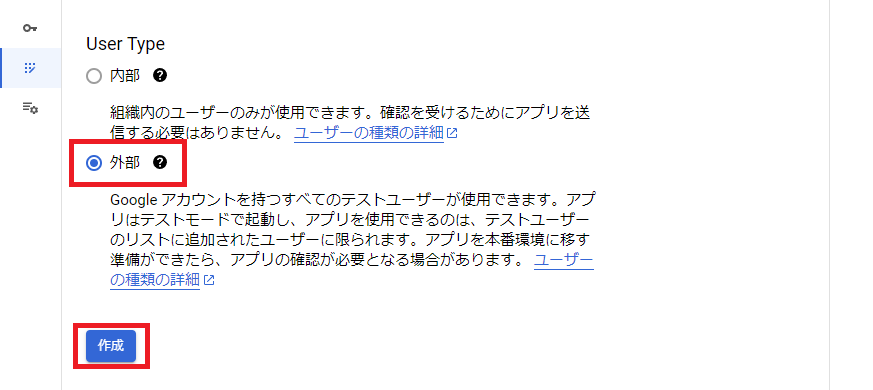 User Type
内部
組織内のユーザーのみが使用できます。確認を受けるためにアプリを送
信する必要はありません。 ユーザーの種類の詳細
外部
Google アカウントを持つすべてのテストユーザーが使用できます。アプ
リはテストモードで起動し、アプリを使用できるのは、テストユーザー
のリストに追加されたユーザーに限られます。アプリを本番環境に移す
準備ができたら、アプリの確認が必要となる場合があります。 ユーザー
の種類の詳細
作成